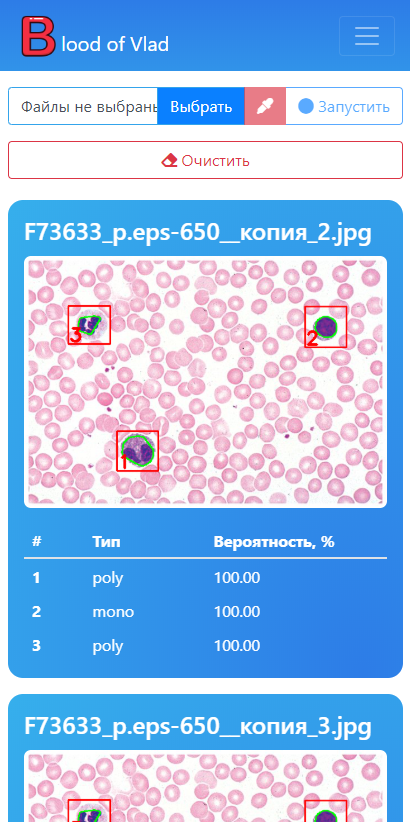 B lood of Vlad
Файлы не выбраны Выбрать Запустить
Очистить
F73633_p.eps-650__копия_2.jpg
3
2
1
# Тип Вероятность, %
1 poly 100.00
2 mono 100.00
3 poly 100.00
F73633_p.eps-650__копия_3.jpg